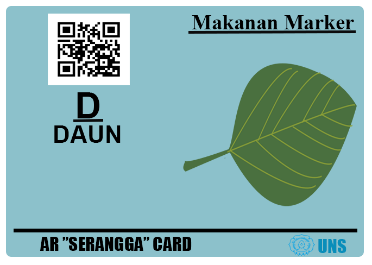 Makanan Marker
D
DAUN
AR "SERANGGA" CARD
UNS